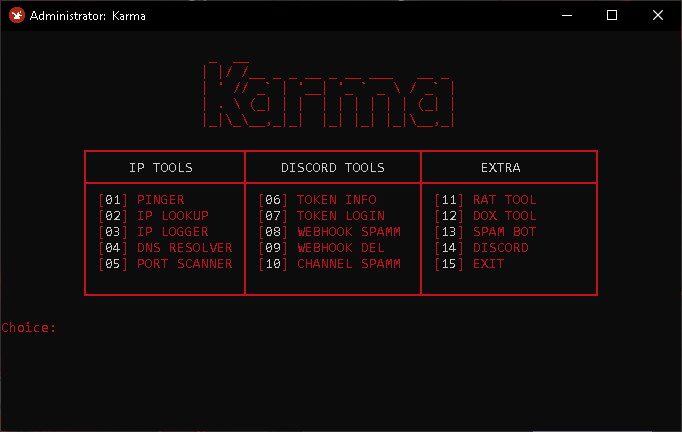 Administrator: Karma
Karma
IP TOOLS DISCORD TOOLS EXTRA
[01] PINGER [06] TOKEN INFO [11] RAT TOOL
[02] IP LOOKUP [07] TOKEN LOGIN [12] DOX TOOL
[03] IP LOGGER [08] WEBHOOK SPAMM [13] SPAM BOT
[04] DNS RESOLVER [09] WEBHOOK DEL [14] DISCORD
[05] PORT SCANNER [10] CHANNEL SPAMM [15] EXIT
Choice: